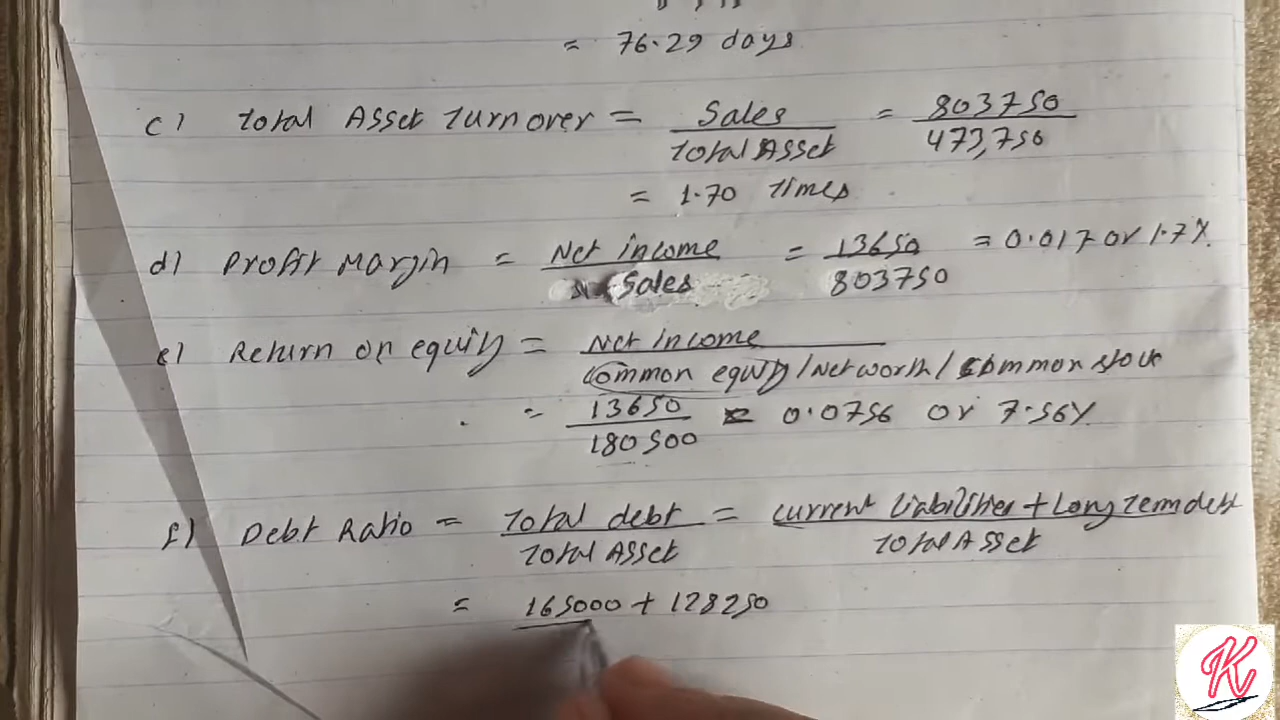 = 76.29 days
c) Total Asset Turnover = Sales / Total Asset = 803750 / 473,750
= 1.70 times
d) Profit Margin = Net income / Sales = 13650 / 803750 = 0.017 or 1.7%.
e) Return on equity = Net income / Common equity/Networth/Common stock
= 13650 / 180500 = 0.0756 or 7.56%
f) Debt Ratio = Total debt / Total Asset = current liabilities + Long term debt / Total Asset
= 165000 + 128250
K